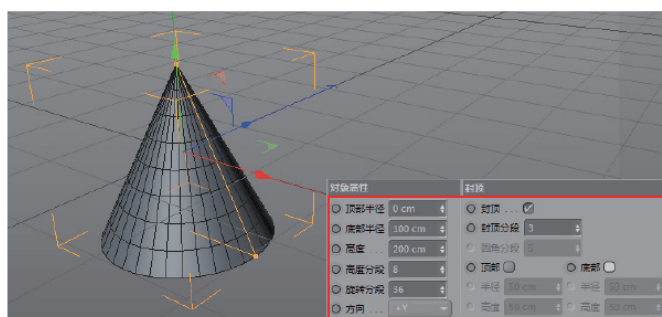 对象属性
封顶
顶部半径 0 cm
底部半径 100 cm
高度 . . . 200 cm
高度分段 8
旋转分段 36
方向 . . . +Y
封顶 . . .
封顶分段 3
圆角分段 5
顶部
底部
半径 50 cm
半径 50 cm
高度 50 cm
高度 50 cm